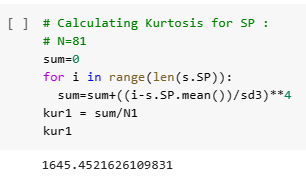 [ ] # Calculating Kurtosis for SP :
# N=81
sum=0
for i in range(len(s.SP)):
  sum=sum+((i-s.SP.mean())/sd3)**4
kur1 = sum/N1
kur1
1645.4521626109831